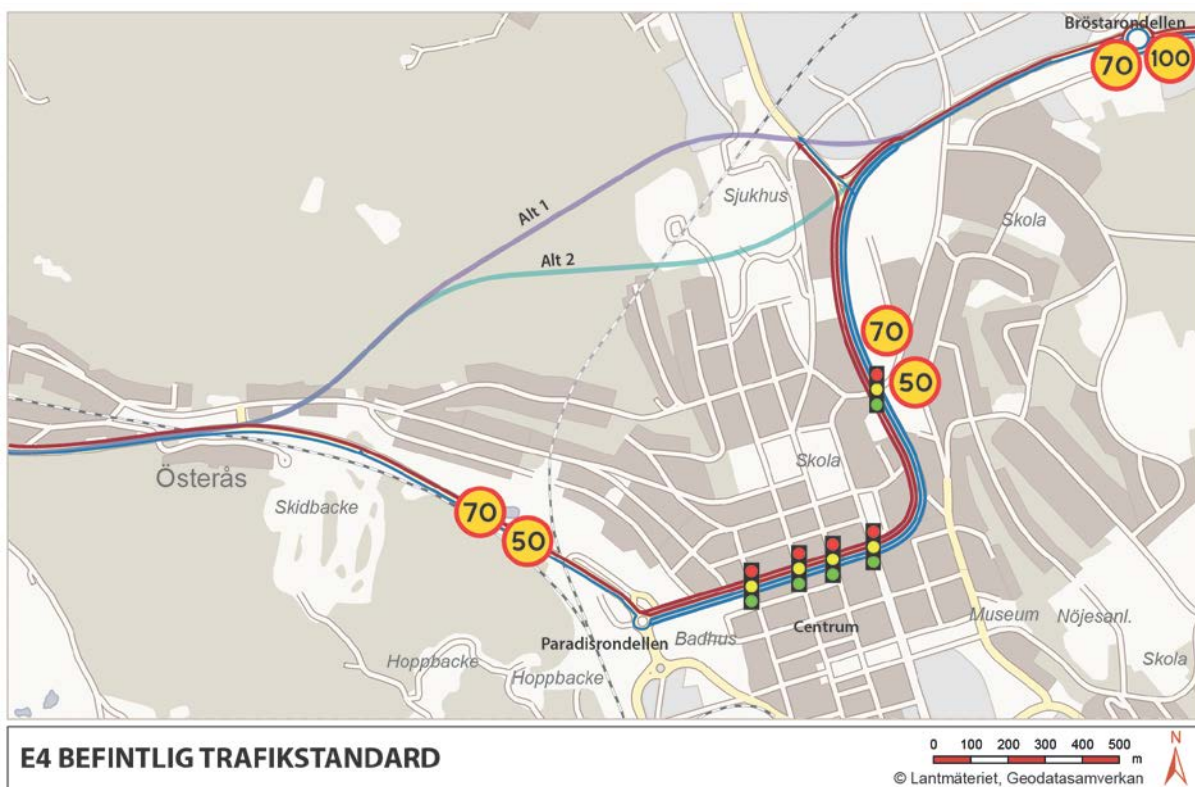 Bröstarondellen
70
100
Alt 1
Sjukhus
Skola
Alt 2
70
50
Österås
Skola
Skidbacke
70
50
Paradisrondellen
Badhus
Centrum
Museum
Nöjesanl.
Hoppbacke
Hoppbacke
Skola
E4 BEFINTLIG TRAFIKSTANDARD
0 100 200 300 400 500
m
N
© Lantmäteriet, Geodatasamverkan